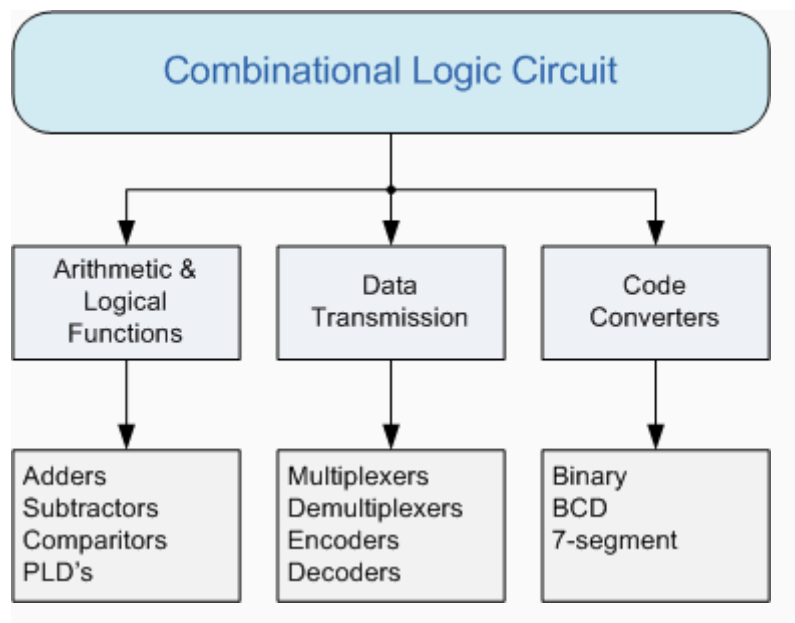 Combinational Logic Circuit
Arithmetic &
Logical
Functions
Data
Transmission
Code
Converters
Adders
Subtractors
Comparitors
PLD's
Multiplexers
Demultiplexers
Encoders
Decoders
Binary
BCD
7-segment